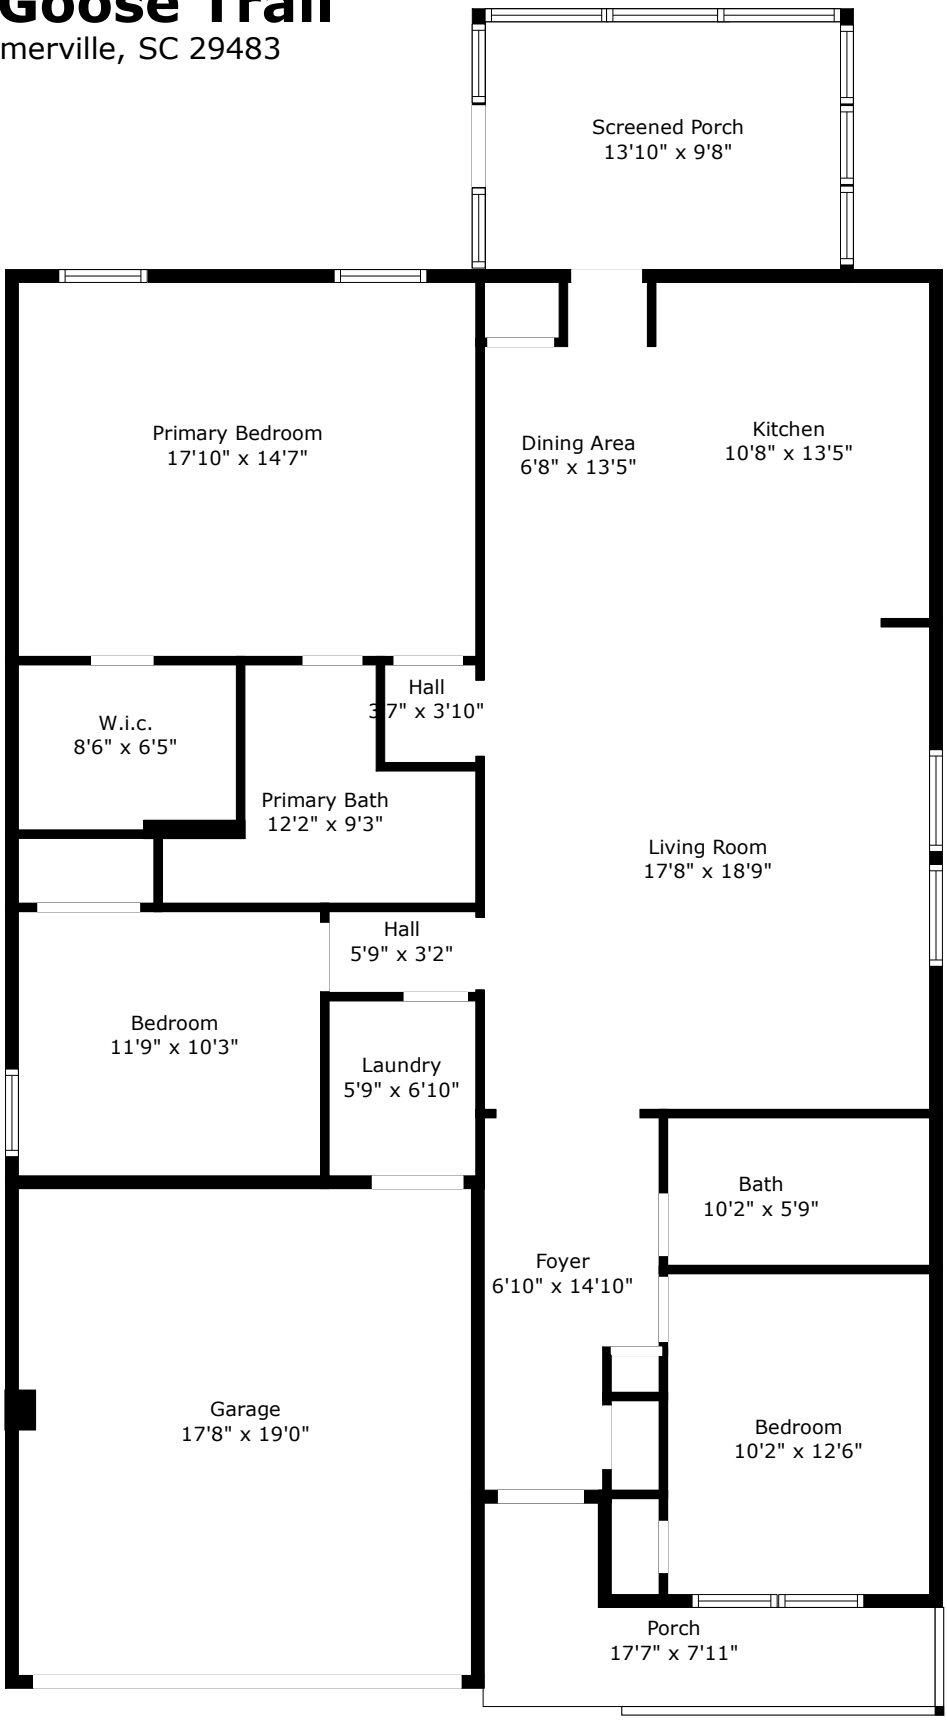 Goose Trail
merville, SC 29483
Screened Porch
13'10" x 9'8"
Primary Bedroom
17'10" x 14'7"
Dining Area
6'8" x 13'5"
Kitchen
10'8" x 13'5"
Hall
3'7" x 3'10"
W.i.c.
8'6" x 6'5"
Primary Bath
12'2" x 9'3"
Living Room
17'8" x 18'9"
Hall
5'9" x 3'2"
Bedroom
11'9" x 10'3"
Laundry
5'9" x 6'10"
Bath
10'2" x 5'9"
Foyer
6'10" x 14'10"
Garage
17'8" x 19'0"
Bedroom
10'2" x 12'6"
Porch
17'7" x 7'11"